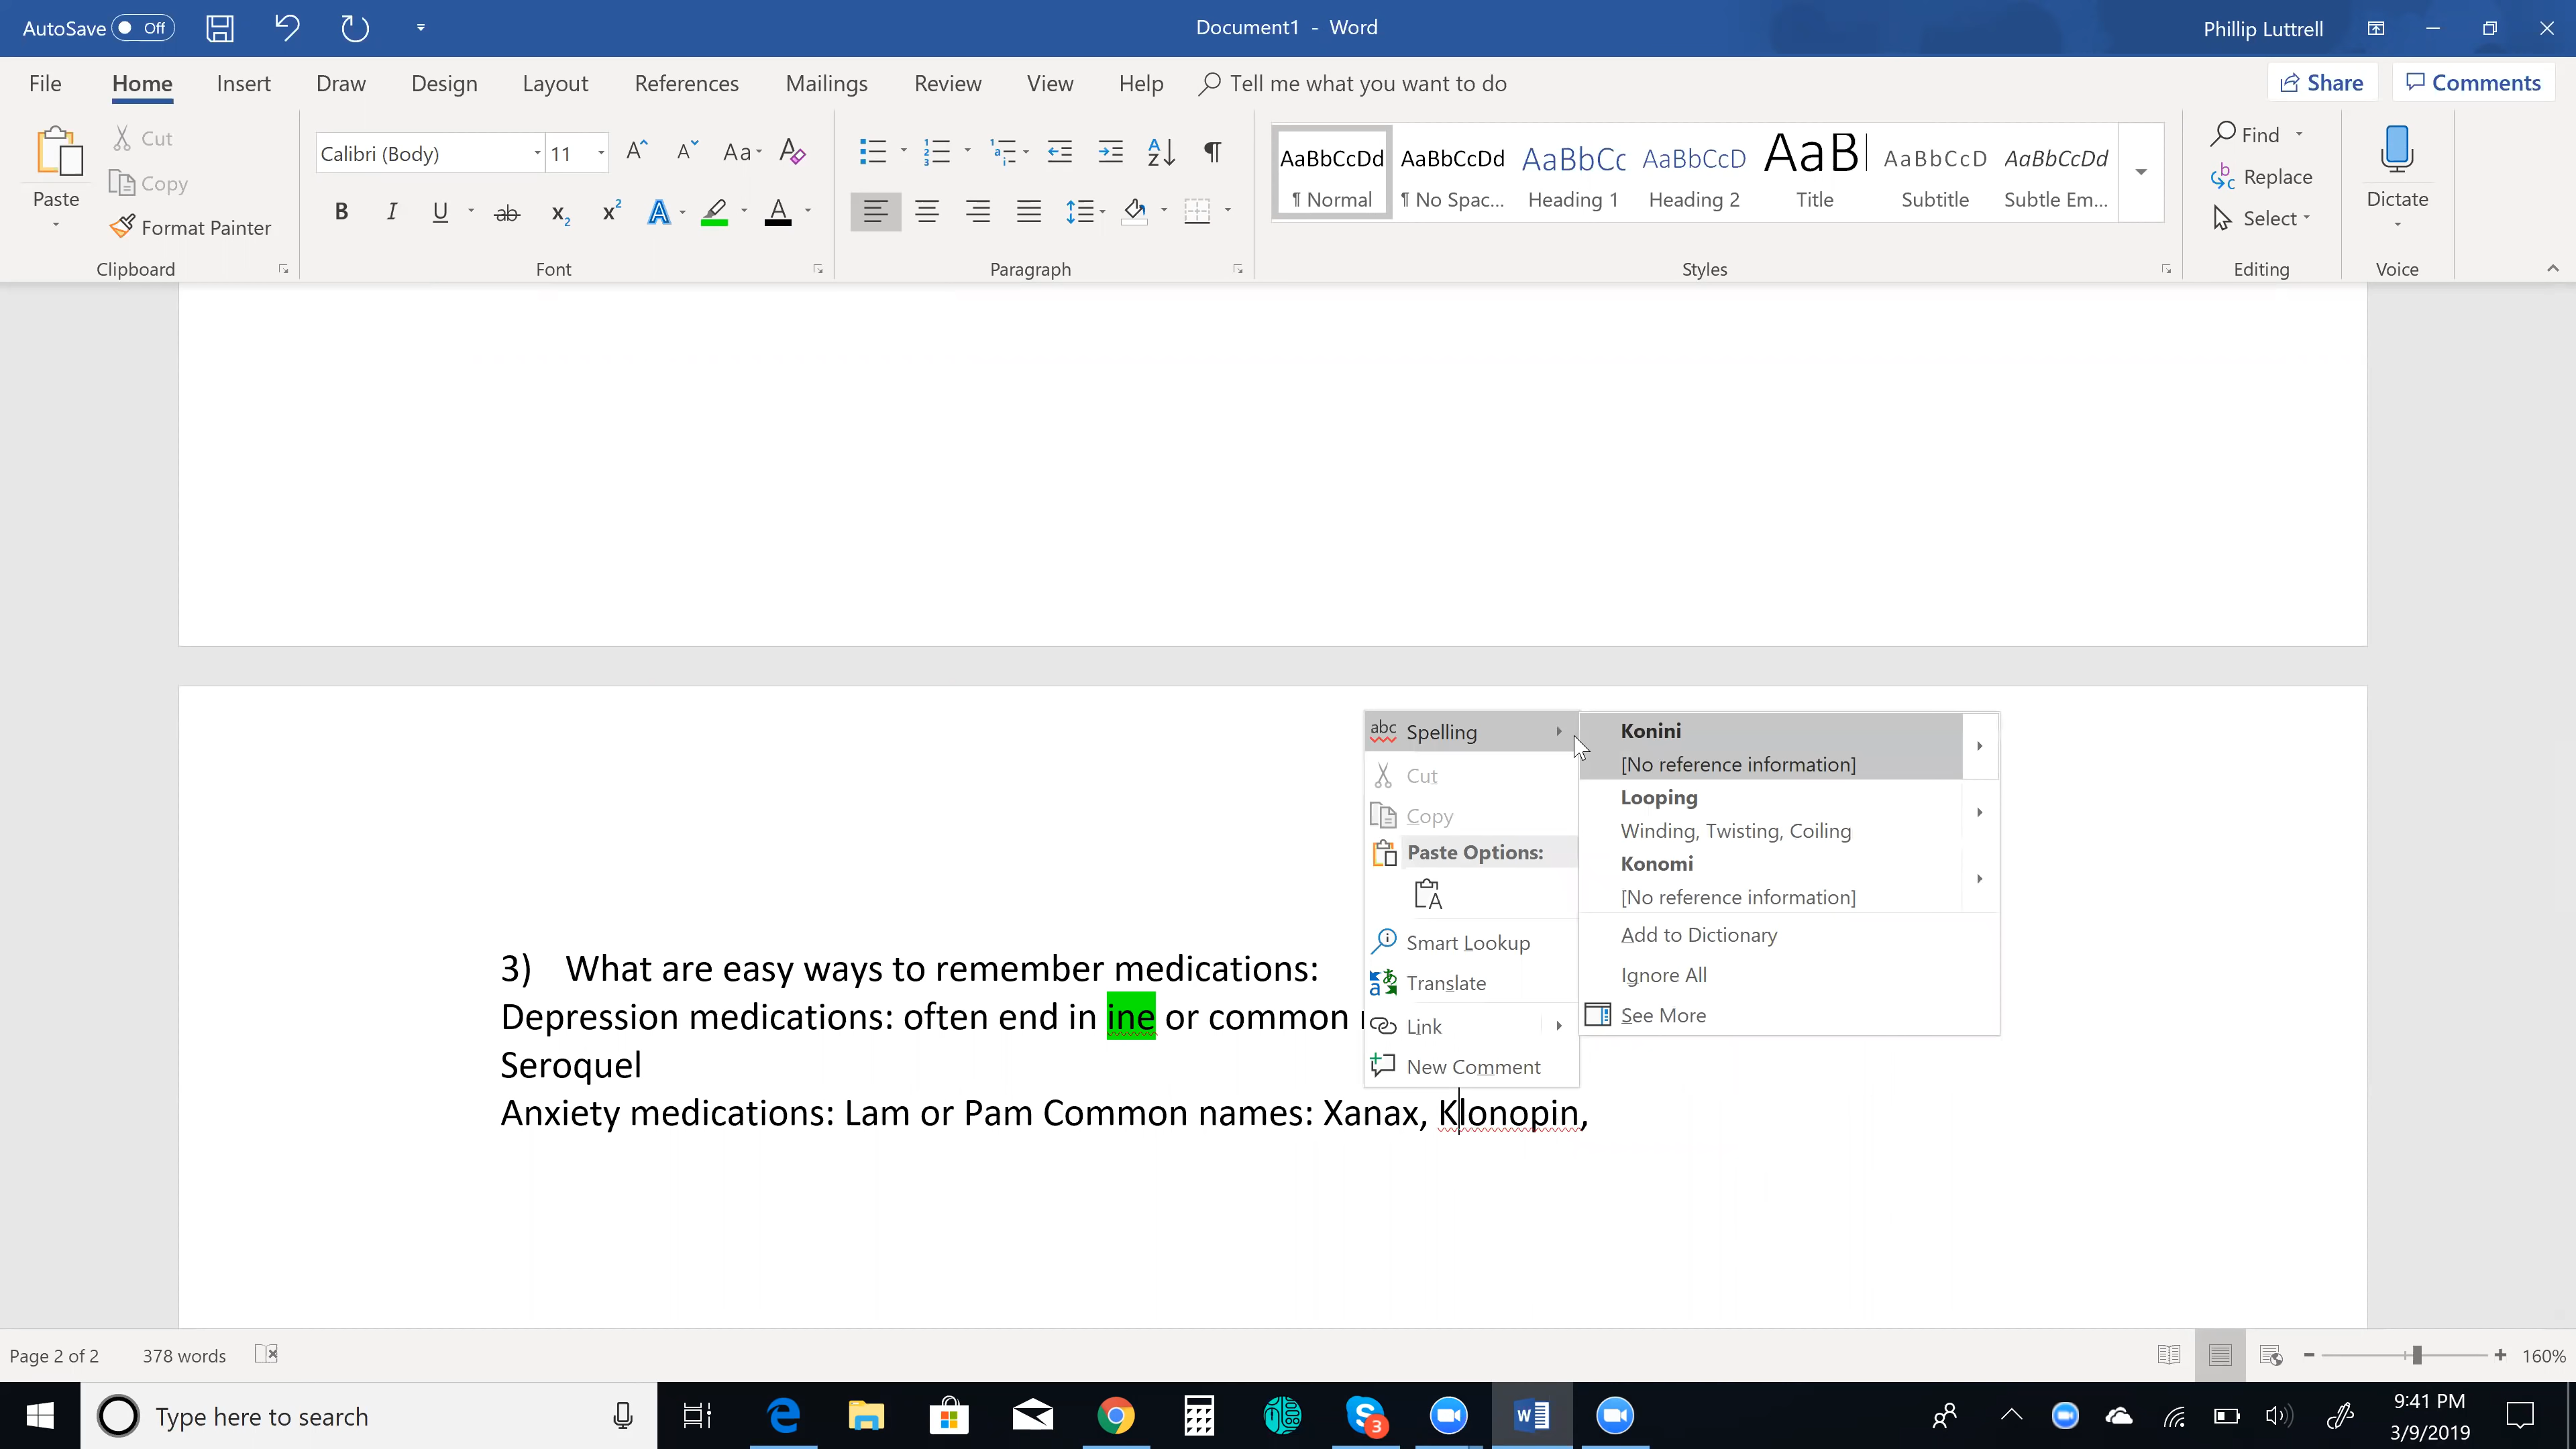 AutoSave Off
Document1 - Word
Phillip Luttrell
File Home Insert Draw Design Layout References Mailings Review View Help Tell me what you want to do
Share Comments
Paste
Cut
Copy
Format Painter
Clipboard
Calibri (Body) 11
Font
Paragraph
AaBbCcDd AaBbCcDd AaBbCc AaBbCcD AaB AaBbCcD AaBbCcDd
¶ Normal ¶ No Spac... Heading 1 Heading 2 Title Subtitle Subtle Em...
Styles
Find
Replace
Select
Editing
Dictate
Voice
abc Spelling
Cut
Copy
Paste Options:
Smart Lookup
Translate
Link
New Comment
Konini
[No reference information]
Looping
Winding, Twisting, Coiling
Konomi
[No reference information]
Add to Dictionary
Ignore All
See More
3) What are easy ways to remember medications:
Depression medications: often end in ine or common
Seroquel
Anxiety medications: Lam or Pam Common names: Xanax, Klonopin,
Page 2 of 2 378 words
160%
Type here to search
3
9:41 PM
3/9/2019